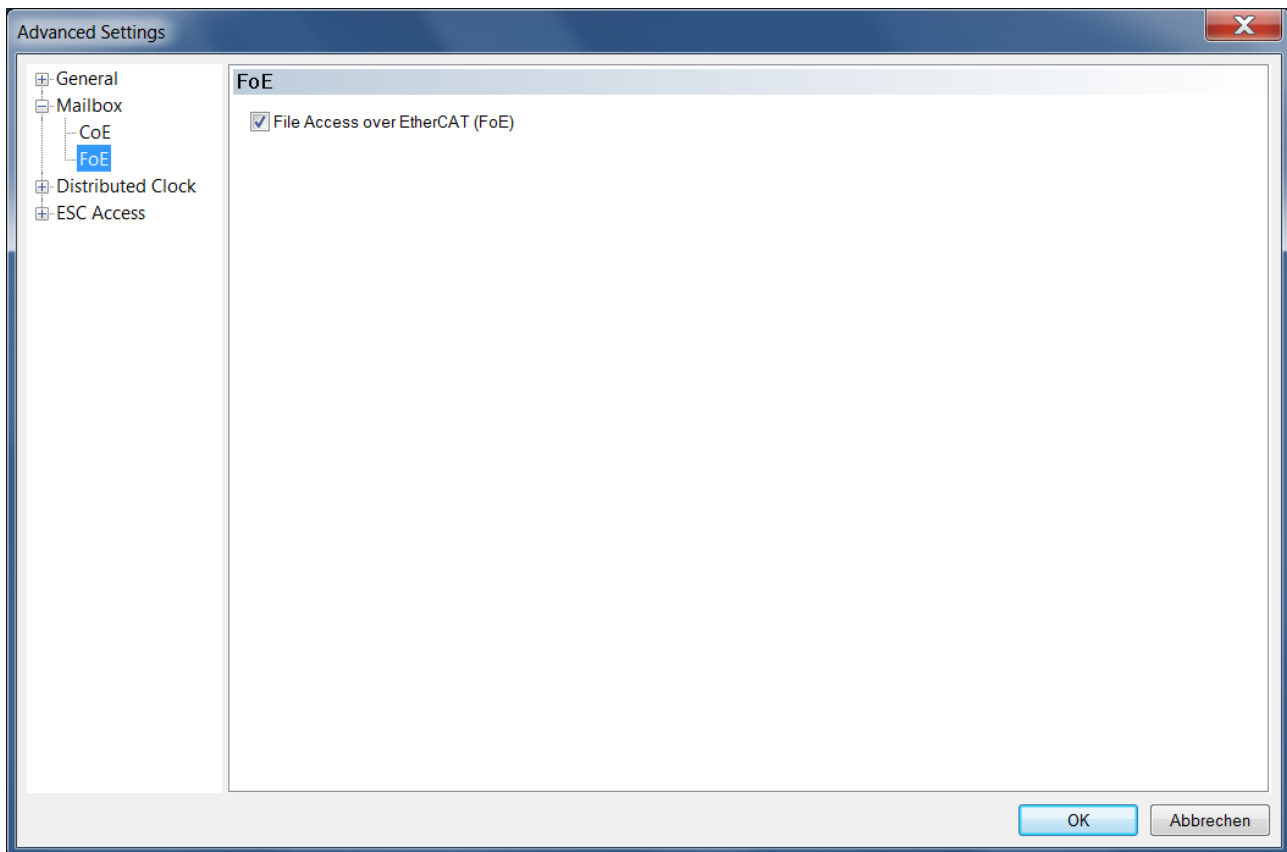 Advanced Settings
General
Mailbox
CoE
FoE
Distributed Clock
ESC Access
FoE
File Access over EtherCAT (FoE)
OK
Abbrechen